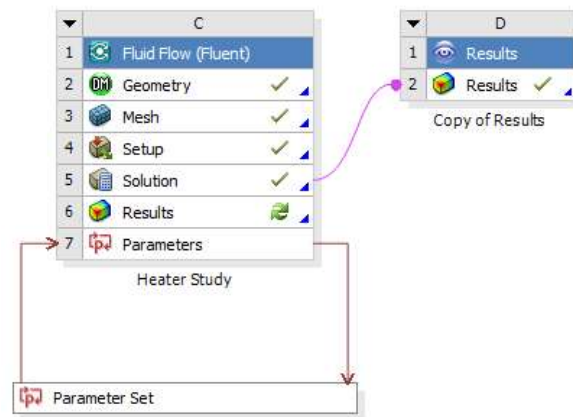 C
1 Fluid Flow (Fluent)
2 DM Geometry
3 Mesh
4 Setup
5 Solution
6 Results
7 Parameters
Heater Study
D
1 Results
2 Results
Copy of Results
Parameter Set